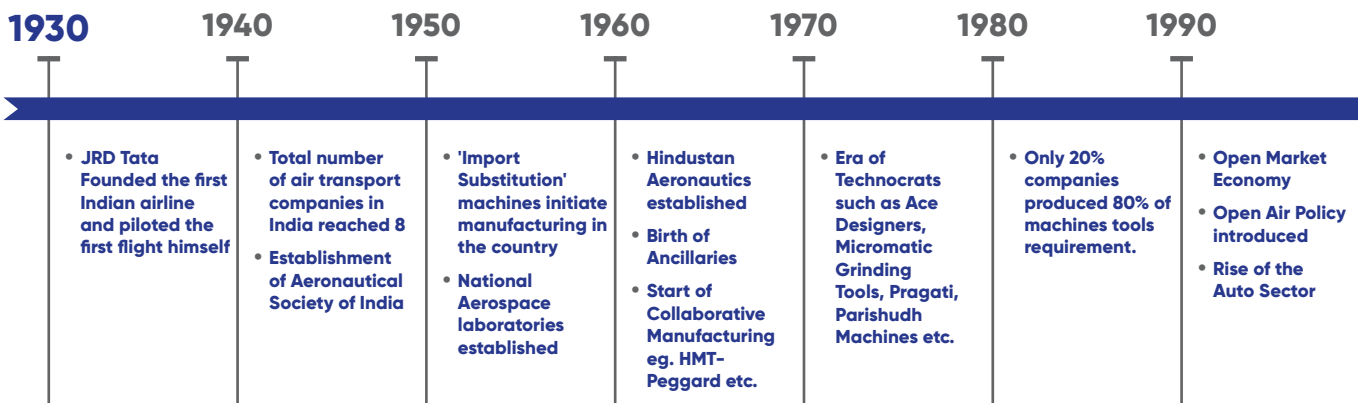 1930 1940 1950 1960 1970 1980 1990
• JRD Tata
Founded the first
Indian airline
and piloted the
first flight himself
• Total number
of air transport
companies in
India reached 8
• Establishment
of Aeronautical
Society of India
• 'Import
Substitution'
machines initiate
manufacturing in
the country
• National
Aerospace
laboratories
established
• Hindustan
Aeronautics
established
• Birth of
Ancillaries
• Start of
Collaborative
Manufacturing
eg. HMT-
Peggard etc.
• Era of
Technocrats
such as Ace
Designers,
Micromatic
Grinding
Tools, Pragati,
Parishudh
Machines etc.
• Only 20%
companies
produced 80% of
machines tools
requirement.
• Open Market
Economy
• Open Air Policy
introduced
• Rise of the
Auto Sector